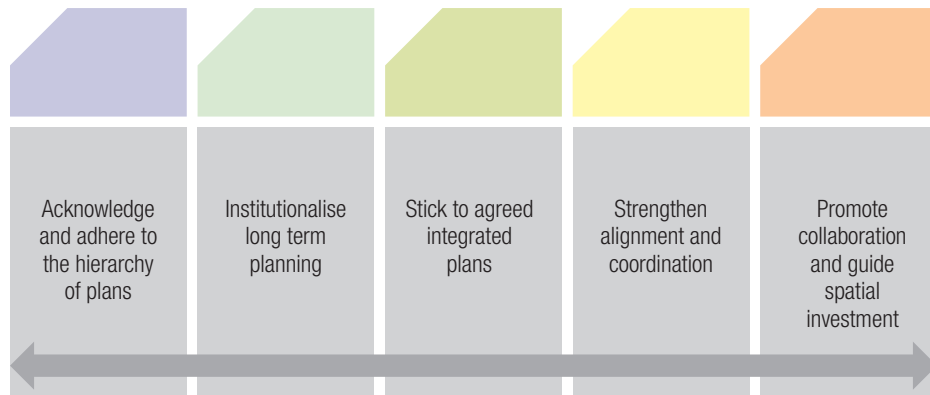 Acknowledge
and adhere to
the hierarchy
of plans
Institutionalise
long term
planning
Stick to agreed
integrated
plans
Strengthen
alignment and
coordination
Promote
collaboration
and guide
spatial
investment